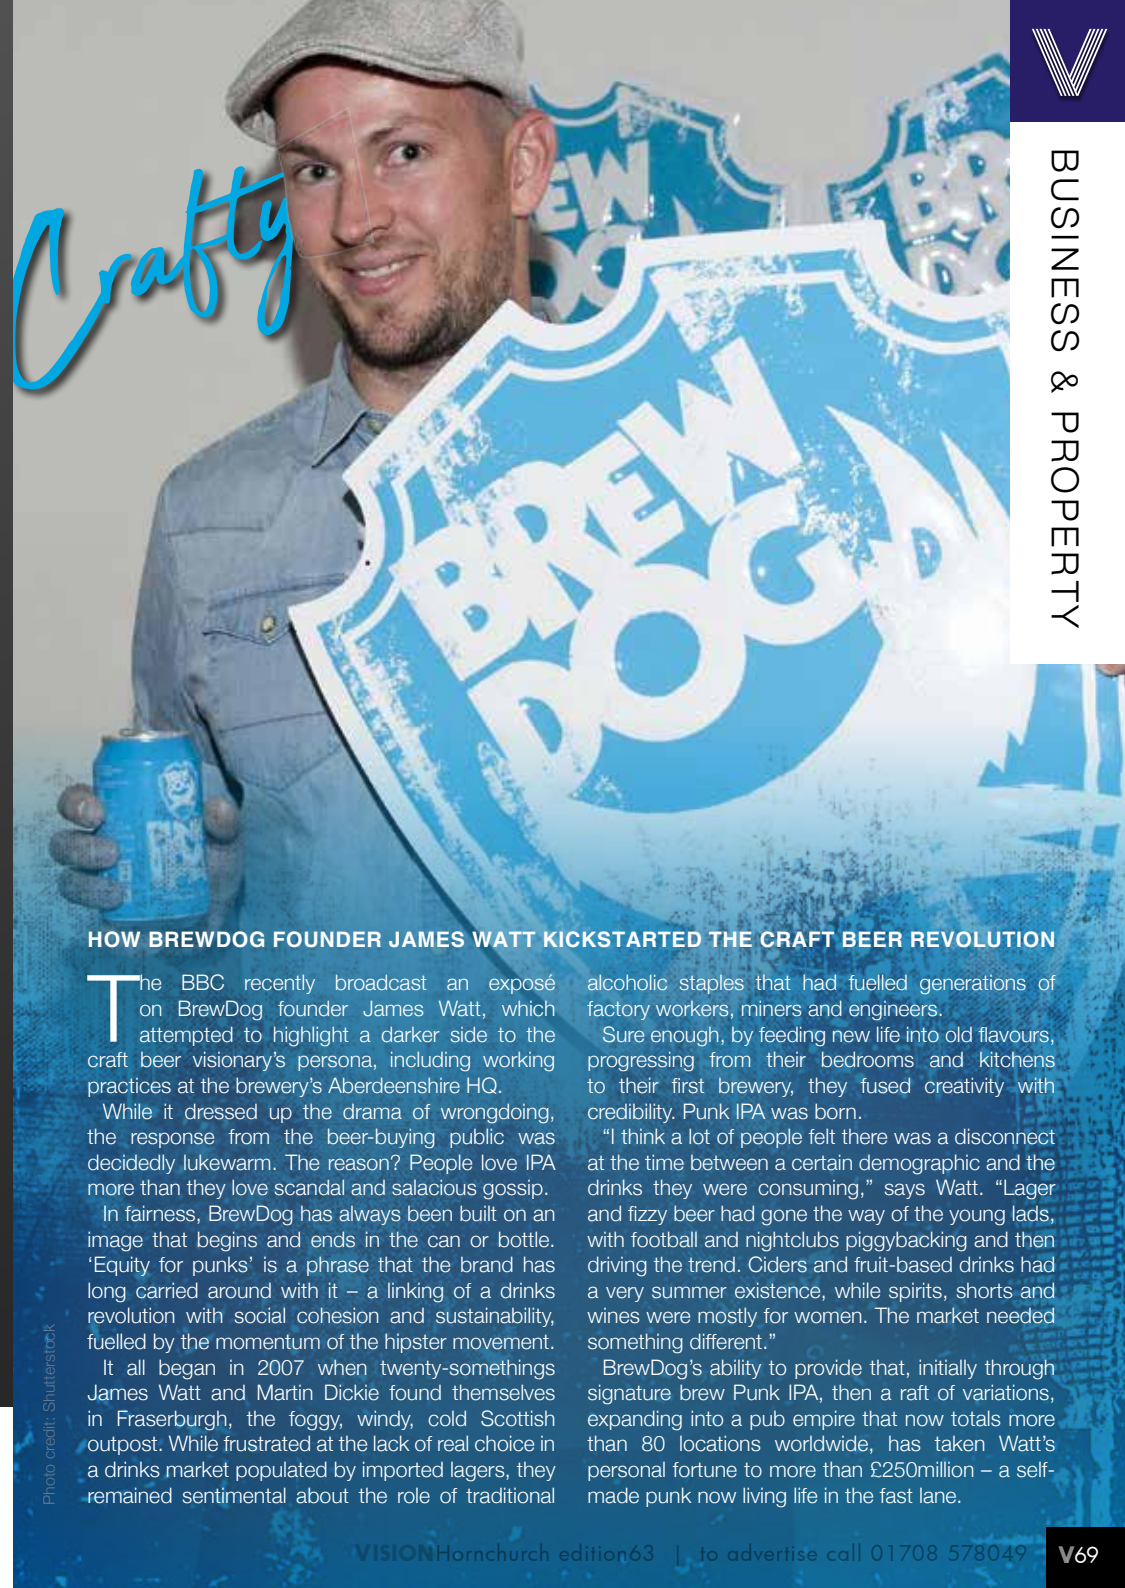 V
BUSINESS & PROPERTY
Crafty
BREW
DOG
BREW
DOG
HOW BREWDOG FOUNDER JAMES WATT KICKSTARTED THE CRAFT BEER REVOLUTION
The BBC recently broadcast an exposé
on BrewDog founder James Watt, which
attempted to highlight a darker side to the
craft beer visionary’s persona, including working
practices at the brewery’s Aberdeenshire HQ.
While it dressed up the drama of wrongdoing,
the response from the beer-buying public was
decidedly lukewarm. The reason? People love IPA
more than they love scandal and salacious gossip.
In fairness, BrewDog has always been built on an
image that begins and ends in the can or bottle.
‘Equity for punks’ is a phrase that the brand has
long carried around with it – a linking of a drinks
revolution with social cohesion and sustainability,
fuelled by the momentum of the hipster movement.
It all began in 2007 when twenty-somethings
James Watt and Martin Dickie found themselves
in Fraserburgh, the foggy, windy, cold Scottish
outpost. While frustrated at the lack of real choice in
a drinks market populated by imported lagers, they
remained sentimental about the role of traditional
alcoholic staples that had fuelled generations of
factory workers, miners and engineers.
Sure enough, by feeding new life into old flavours,
progressing from their bedrooms and kitchens
to their first brewery, they fused creativity with
credibility. Punk IPA was born.
“I think a lot of people felt there was a disconnect
at the time between a certain demographic and the
drinks they were consuming,” says Watt. “Lager
and fizzy beer had gone the way of the young lads,
with football and nightclubs piggybacking and then
driving the trend. Ciders and fruit-based drinks had
a very summer existence, while spirits, shorts and
wines were mostly for women. The market needed
something different.”
BrewDog’s ability to provide that, initially through
signature brew Punk IPA, then a raft of variations,
expanding into a pub empire that now totals more
than 80 locations worldwide, has taken Watt’s
personal fortune to more than £250million – a self-
made punk now living life in the fast lane.
Photo credit: Shutterstock
VISIONHornchurch edition63 | to advertise call 01708 578049
V69